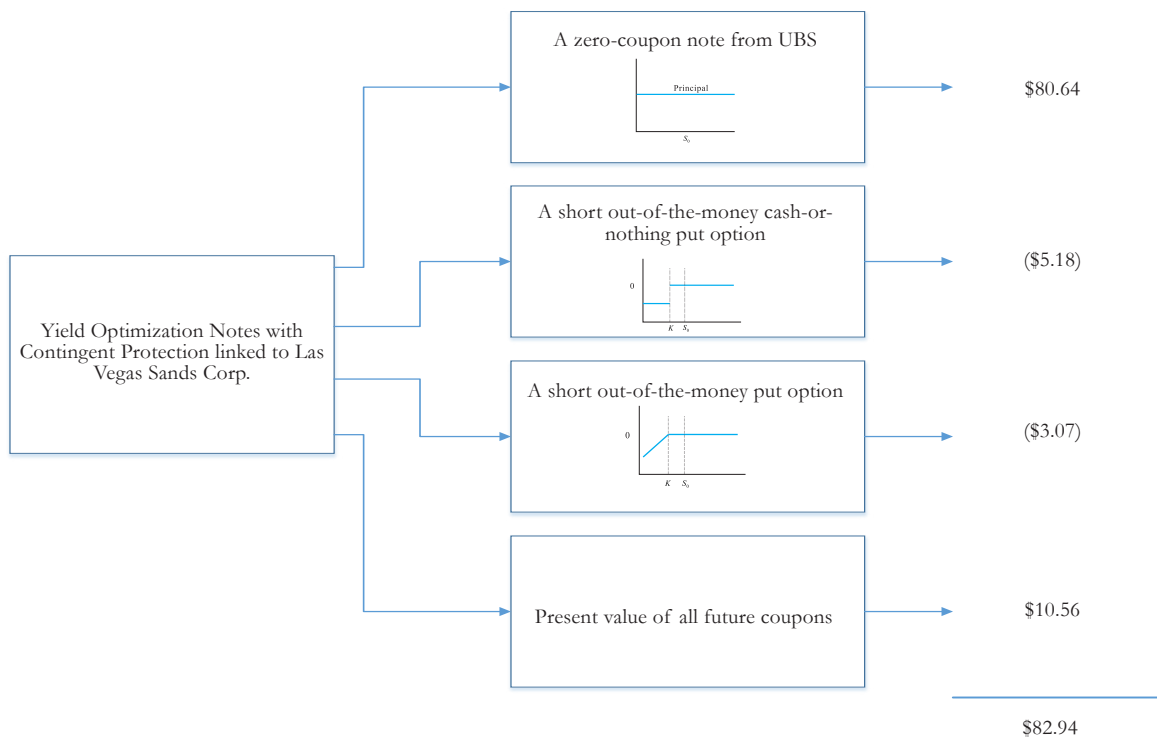 A zero-coupon note from UBS
Principal
S₀
$80.64
A short out-of-the-money cash-or-
nothing put option
0
K
S₀
($5.18)
Yield Optimization Notes with
Contingent Protection linked to Las
Vegas Sands Corp.
A short out-of-the-money put option
0
K
S₀
($3.07)
Present value of all future coupons
$10.56
$82.94